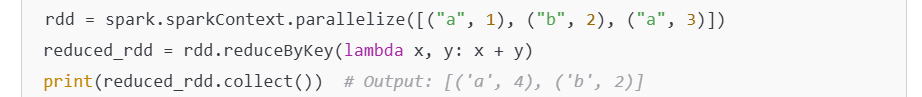 rdd = spark.sparkContext.parallelize([("a", 1), ("b", 2), ("a", 3)])
reduced_rdd = rdd.reduceByKey(lambda x, y: x + y)
print(reduced_rdd.collect())  # Output: [('a', 4), ('b', 2)]